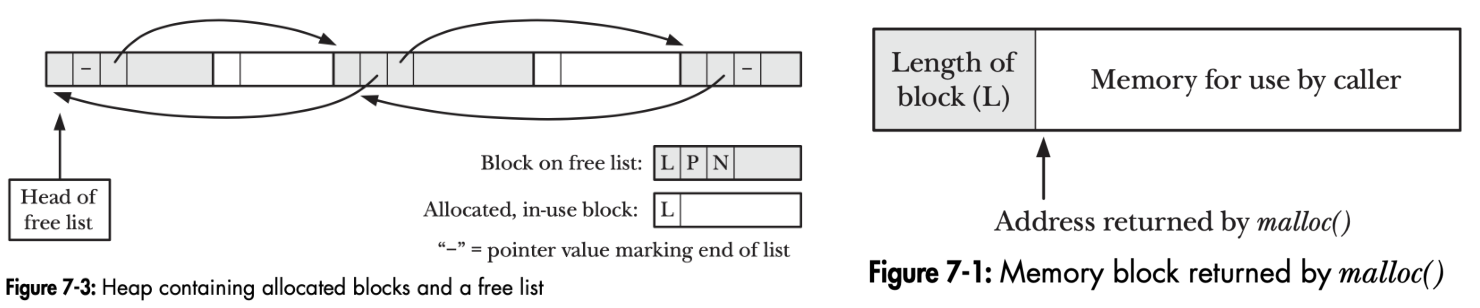 –
–
Block on free list: L P N
Head of
free list
Allocated, in-use block: L
“–” = pointer value marking end of list
Figure 7-3: Heap containing allocated blocks and a free list
Length of
block (L)
Memory for use by caller
Address returned by malloc()
Figure 7-1: Memory block returned by malloc()